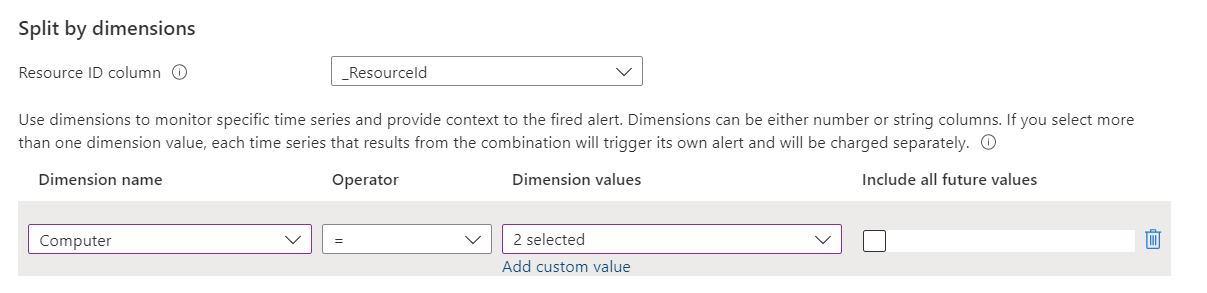 Split by dimensions
Resource ID column
_ResourceId
Use dimensions to monitor specific time series and provide context to the fired alert. Dimensions can be either number or string columns. If you select more
than one dimension value, each time series that results from the combination will trigger its own alert and will be charged separately.
Dimension name Operator Dimension values Include all future values
Computer = 2 selected
Add custom value